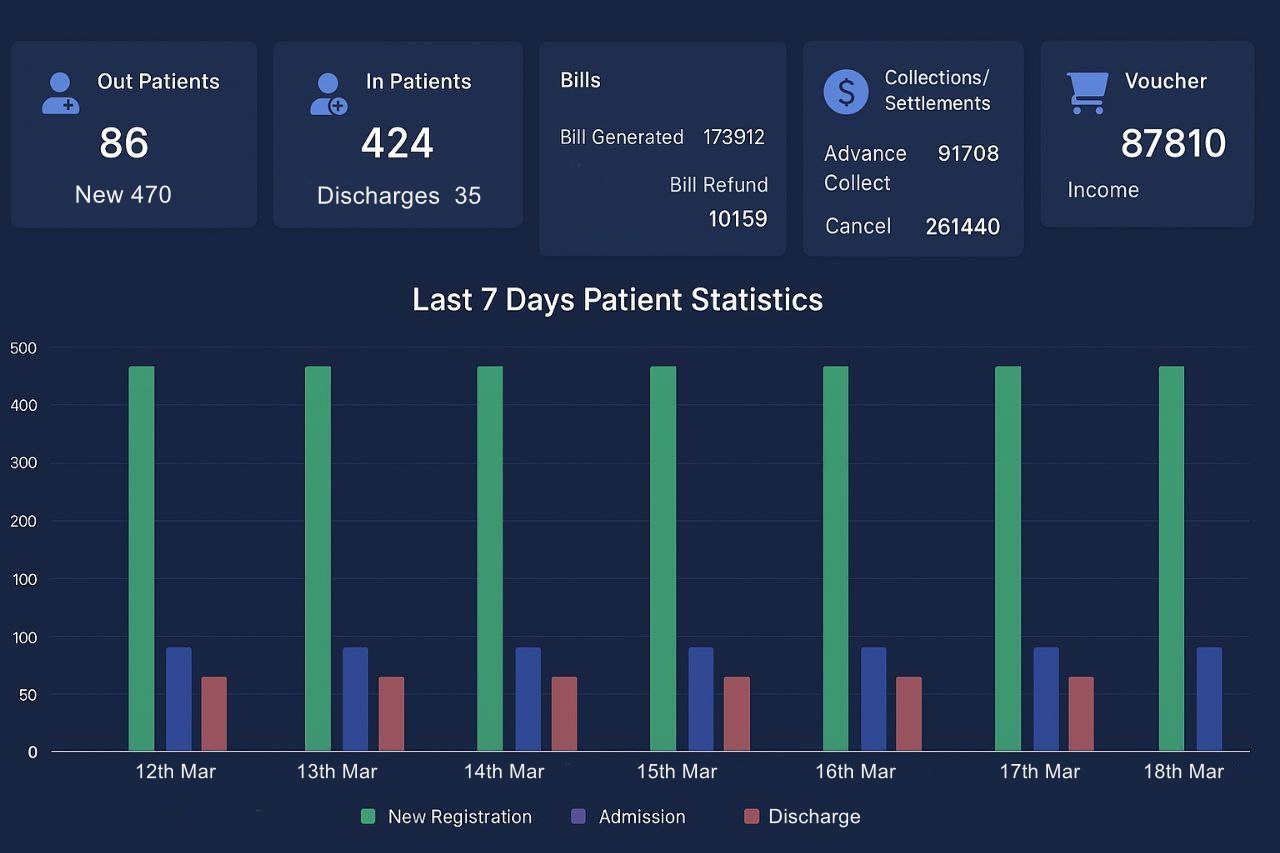 Out Patients
86
New 470
In Patients
424
Discharges 35
Bills
Bill Generated 173912
Bill Refund
10159
Collections/
Settlements
Advance 91708
Collect
Cancel 261440
Voucher
87810
Income
Last 7 Days Patient Statistics
500
400
300
200
100
100
50
0
12th Mar 13th Mar 14th Mar 15th Mar 16th Mar 17th Mar 18th Mar
New Registration Admission Discharge